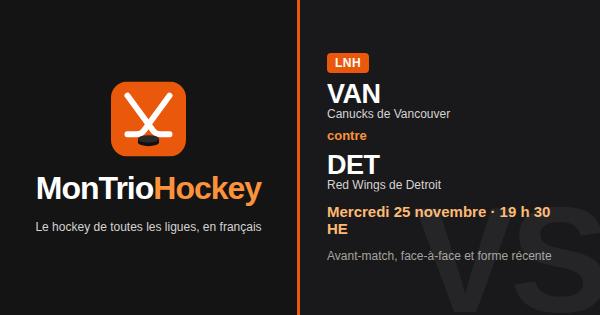 MonTrioHockey
Le hockey de toutes les ligues, en français
LNH
VAN
Canucks de Vancouver
contre
DET
Red Wings de Detroit
Mercredi 25 novembre · 19 h 30
HE
Avant-match, face-à-face et forme récente
VS